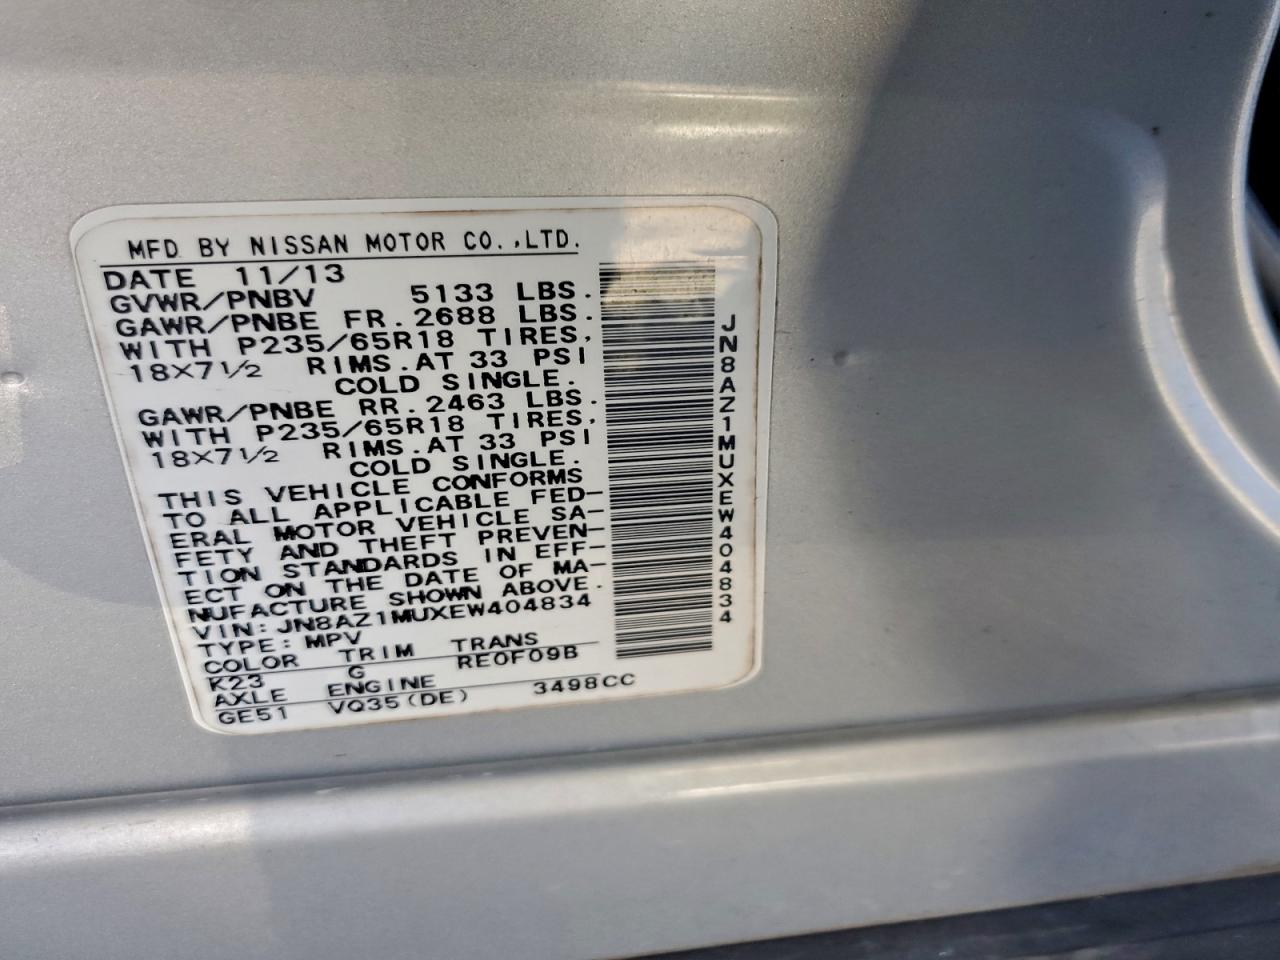 MFD BY NISSAN MOTOR CO.,LTD.
DATE 11/13
GVWR/PNBV 5133 LBS.
GAWR/PNBE FR. 2688 LBS.
WITH P235/65R18 TIRES,
18X7 1/2 RIMS.AT 33 PSI
COLD SINGLE.
GAWR/PNBE RR. 2463 LBS.
WITH P235/65R18 TIRES,
18X7 1/2 RIMS.AT 33 PSI
COLD SINGLE.
THIS VEHICLE CONFORMS
TO ALL APPLICABLE FED-
ERAL MOTOR VEHICLE SA-
FETY AND THEFT PREVEN-
TION STANDARDS IN EFF-
ECT ON THE DATE OF MA-
NUFACTURE SHOWN ABOVE.
VIN: JN8AZ1MUXEW404834
TYPE: MPV
COLOR TRIM TRANS
K23 G RE0F09B
AXLE ENGINE
GE51 VQ35(DE) 3498CC
JN8AZ1MUXEW404834